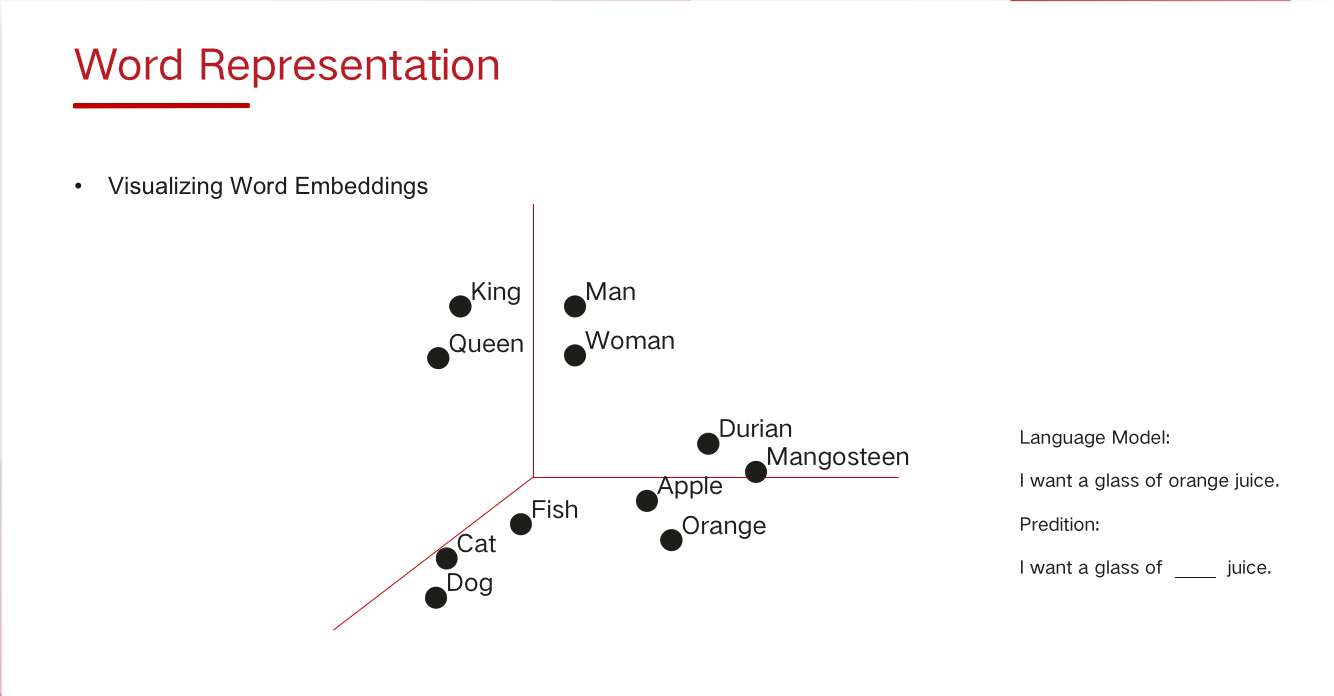 Word Representation
• Visualizing Word Embeddings
King
Man
Queen
Woman
Durian
Mangosteen
Apple
Orange
Fish
Cat
Dog
Language Model:
I want a glass of orange juice.
Predition:
I want a glass of ____ juice.